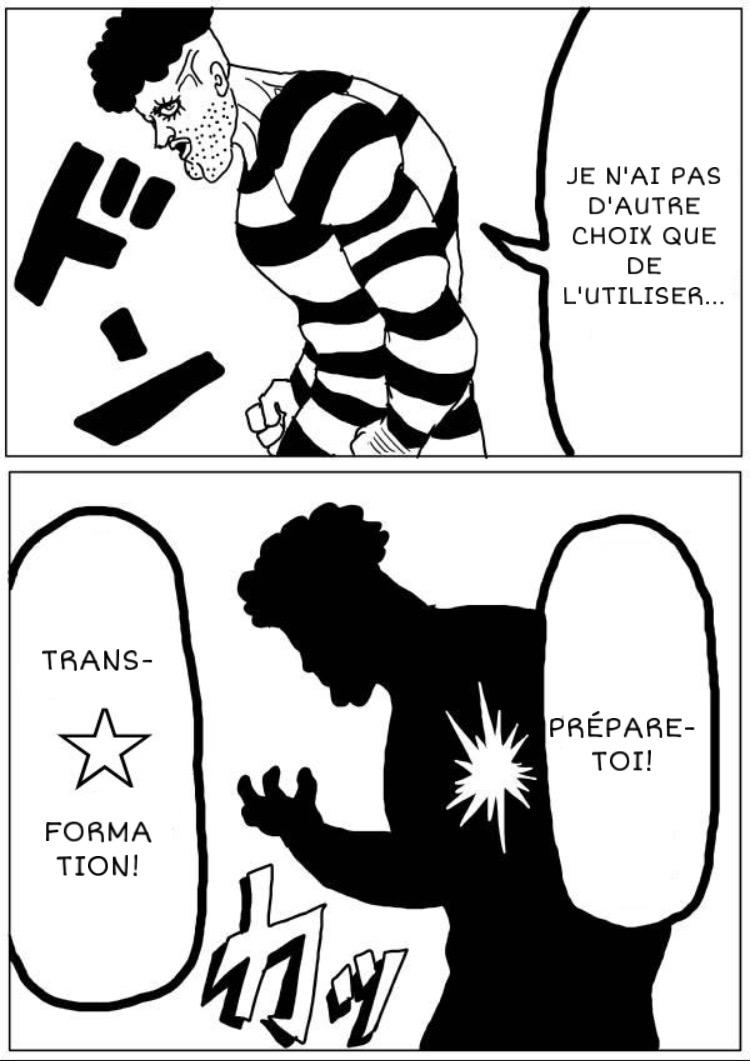 JE N'AI PAS
D'AUTRE
CHOIX QUE
DE
L'UTILISER...
ドン
PRÉPARE-
TOI!
TRANS-
☆
FORMA
TION!
カッ